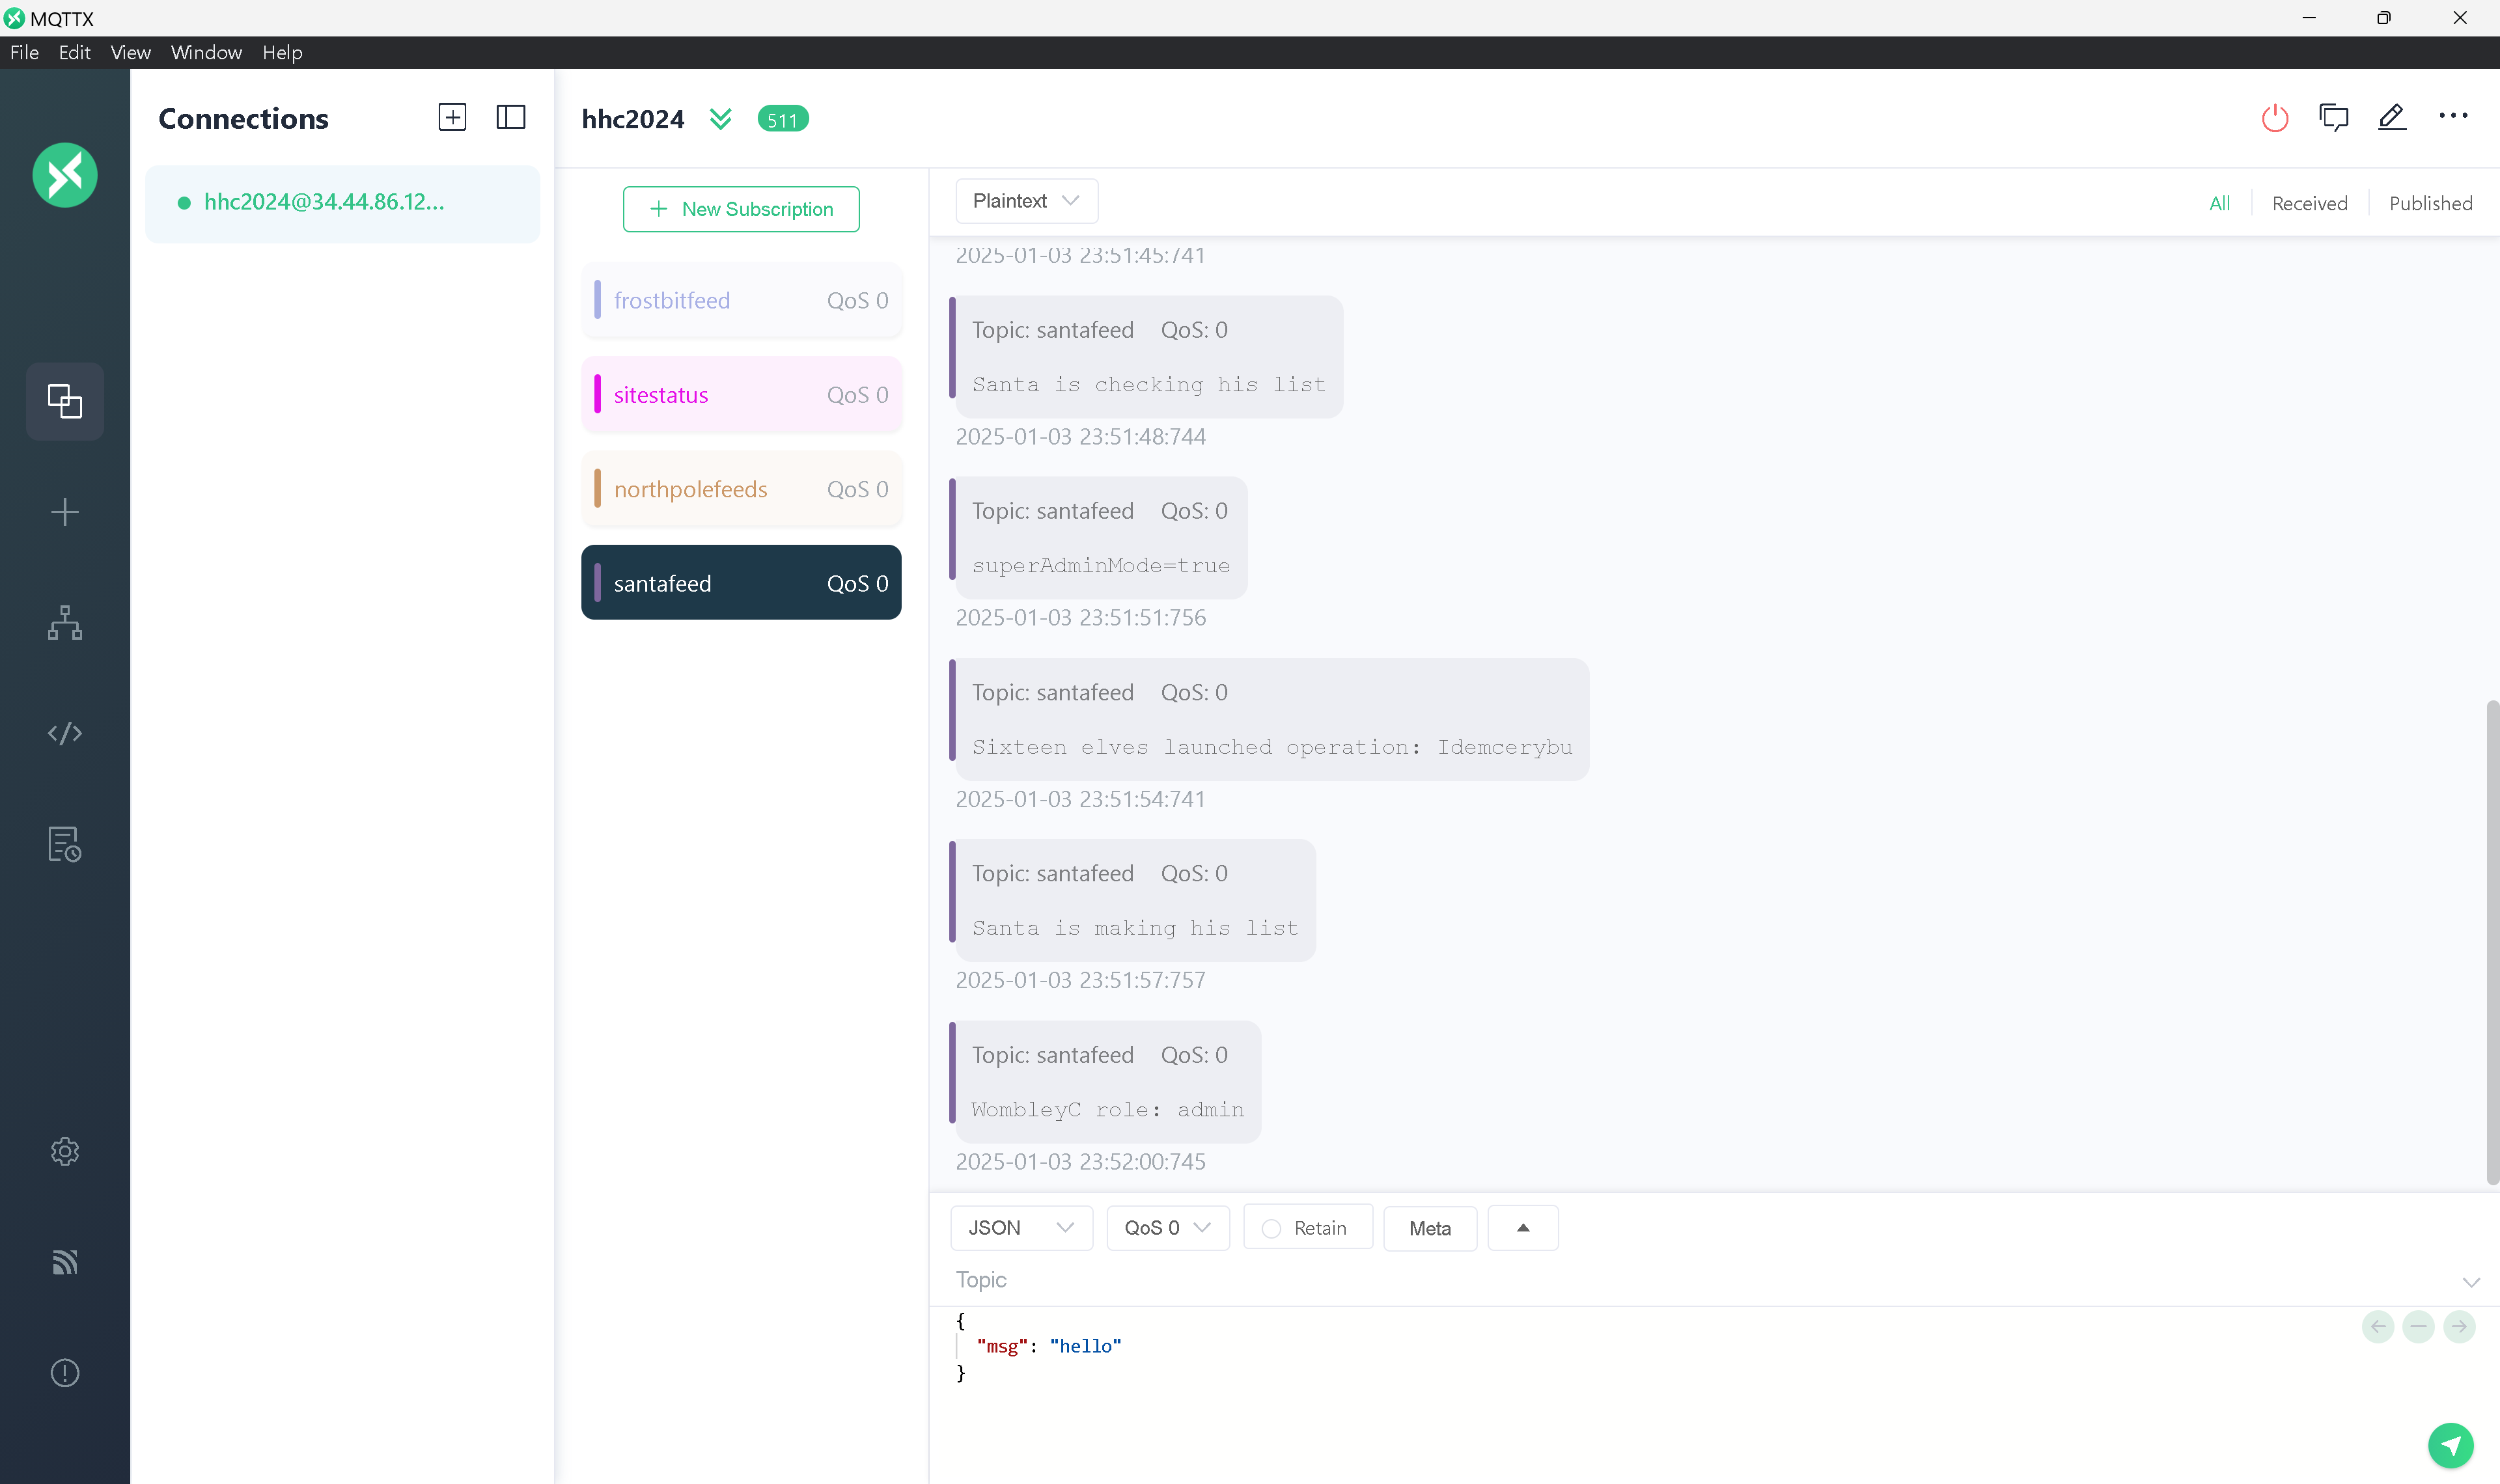 MQTTX
File Edit View Window Help
Connections
hhc2024@34.44.86.12...
hhc2024 511
New Subscription
frostbitfeed QoS 0
sitestatus QoS 0
northpolefeeds QoS 0
santafeed QoS 0
Plaintext
All Received Published
2025-01-03 23:51:45:741
Topic: santafeed QoS: 0
Santa is checking his list
2025-01-03 23:51:48:744
Topic: santafeed QoS: 0
superAdminMode=true
2025-01-03 23:51:51:756
Topic: santafeed QoS: 0
Sixteen elves launched operation: Idemcerybu
2025-01-03 23:51:54:741
Topic: santafeed QoS: 0
Santa is making his list
2025-01-03 23:51:57:757
Topic: santafeed QoS: 0
WombleyC role: admin
2025-01-03 23:52:00:745
JSON QoS 0 Retain Meta
Topic
{
"msg": "hello"
}